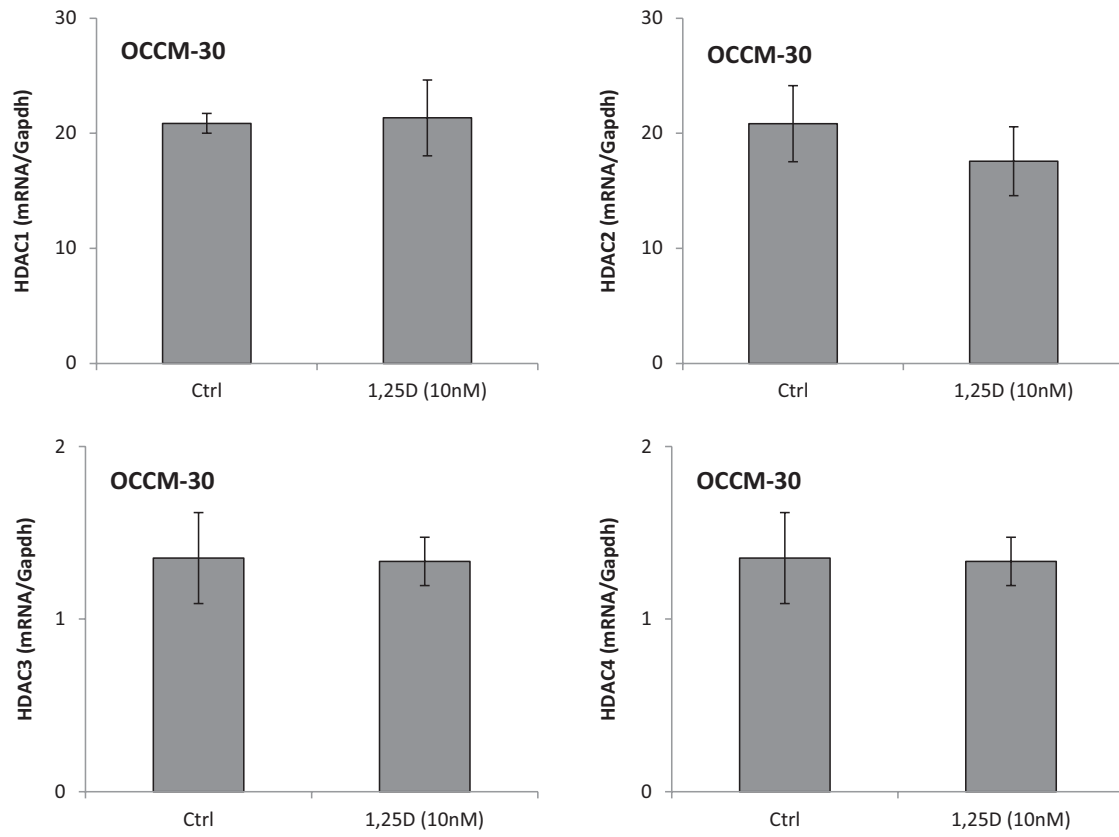 OCCM-30
HDAC1 (mRNA/Gapdh)
30
20
10
0
Ctrl 1,25D (10nM)
OCCM-30
HDAC2 (mRNA/Gapdh)
30
20
10
0
Ctrl 1,25D (10nM)
OCCM-30
HDAC3 (mRNA/Gapdh)
2
1
0
Ctrl 1,25D (10nM)
OCCM-30
HDAC4 (mRNA/Gapdh)
2
1
0
Ctrl 1,25D (10nM)